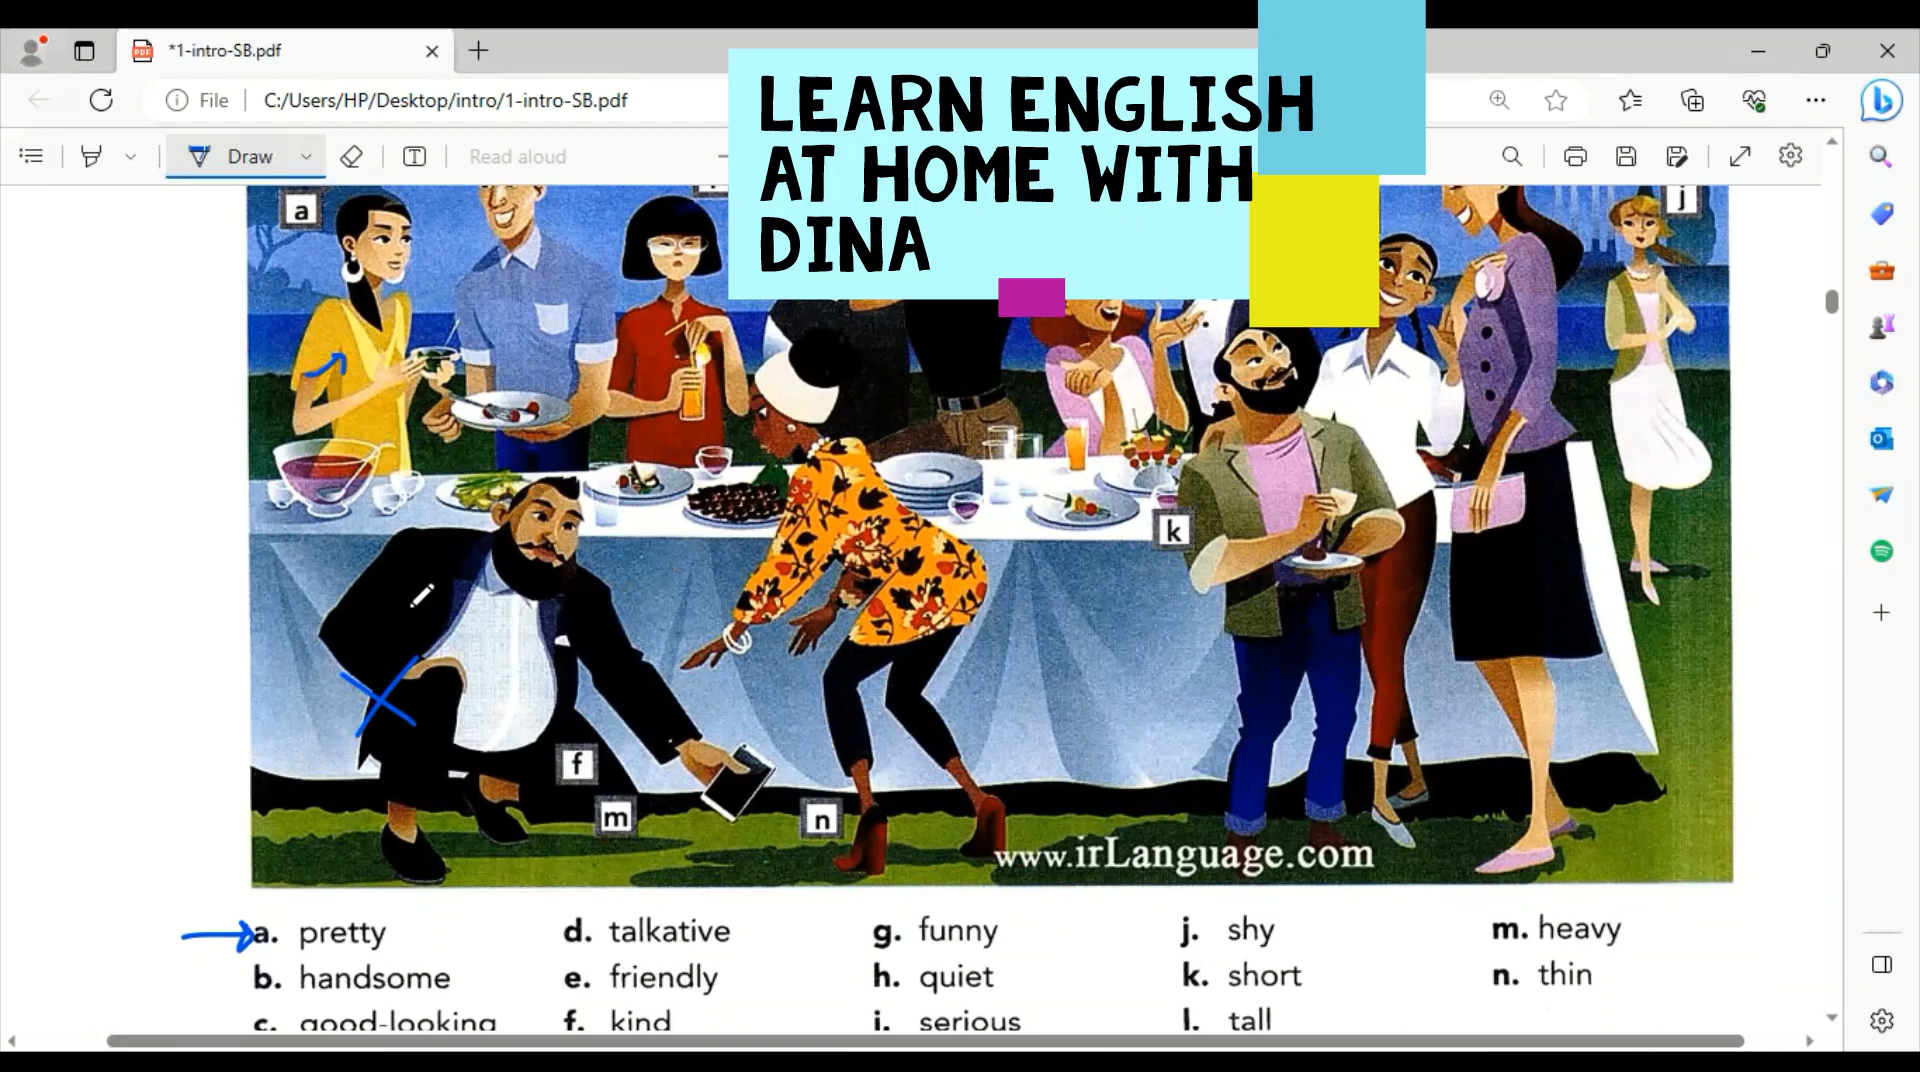 *1-intro-SB.pdf
File
C:/Users/HP/Desktop/intro/1-intro-SB.pdf
Draw
Read aloud
LEARN ENGLISH
AT HOME WITH
DINA
a
j
k
f
m
n
www.irLanguage.com
a. pretty
d. talkative
g. funny
j. shy
m. heavy
b. handsome
e. friendly
h. quiet
k. short
n. thin
c. good-looking
f. kind
i. serious
l. tall